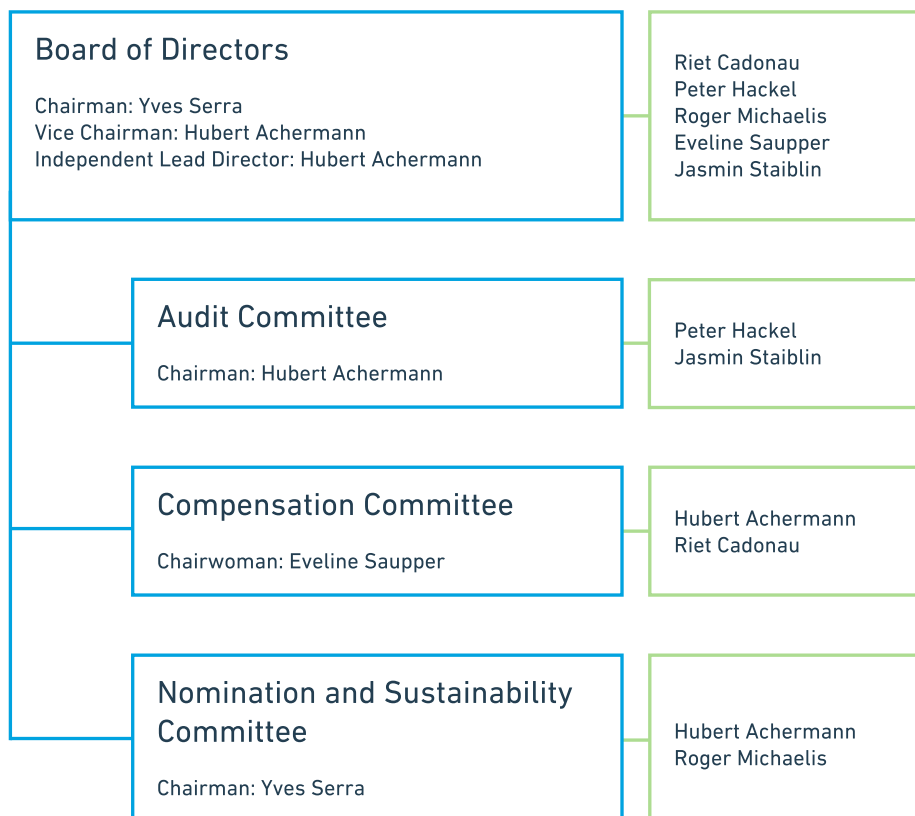 Board of Directors
Chairman: Yves Serra
Vice Chairman: Hubert Achermann
Independent Lead Director: Hubert Achermann
Riet Cadonau
Peter Hackel
Roger Michaelis
Eveline Saupper
Jasmin Staiblin
Audit Committee
Chairman: Hubert Achermann
Peter Hackel
Jasmin Staiblin
Compensation Committee
Chairwoman: Eveline Saupper
Hubert Achermann
Riet Cadonau
Nomination and Sustainability
Committee
Chairman: Yves Serra
Hubert Achermann
Roger Michaelis